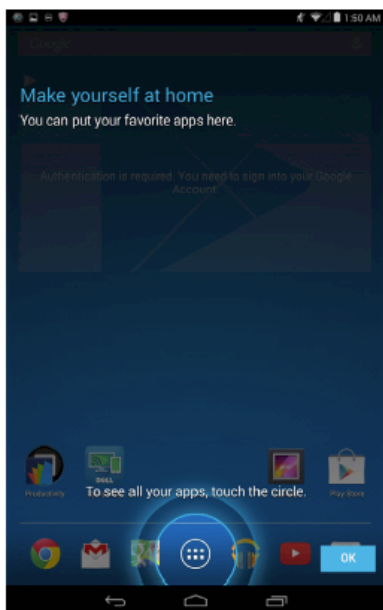 1:50 AM
Google
Make yourself at home
You can put your favorite apps here.
Authentication is required. You need to sign into your Google
Account.
DELL
Productivity
Play Store
To see all your apps, touch the circle.
OK